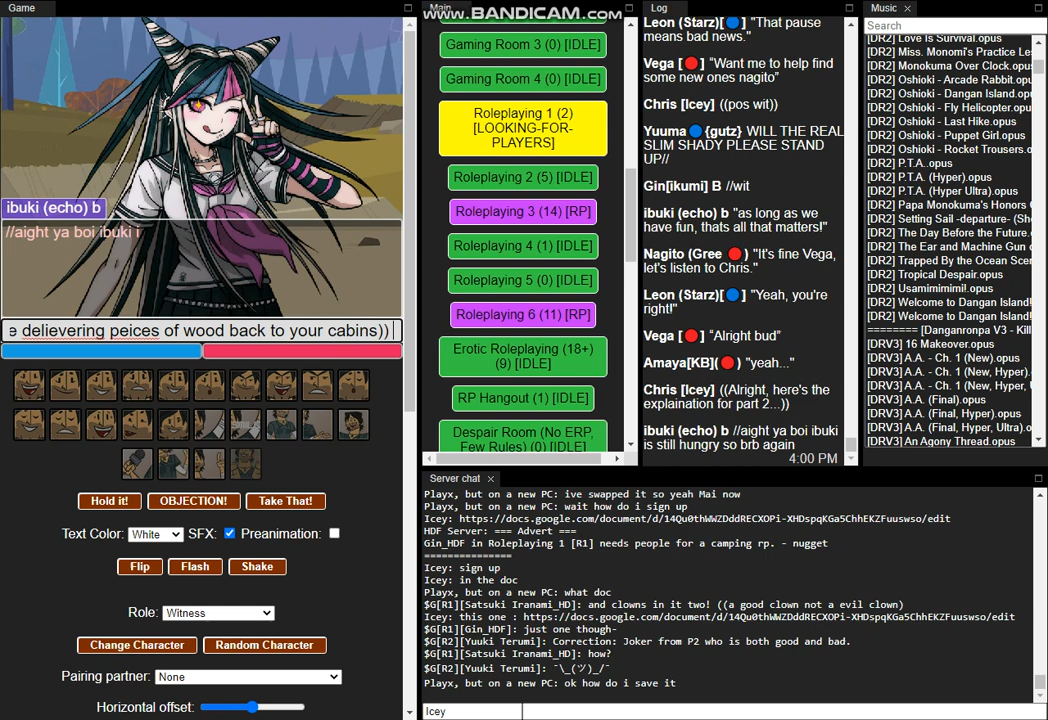 Game
ibuki (echo) b
//aight ya boi ibuki i
e delievering peices of wood back to your cabins))
Hold it!
OBJECTION!
Take That!
Text Color: White SFX: Preanimation:
Flip
Flash
Shake
Role: Witness
Change Character
Random Character
Pairing partner: None
Horizontal offset:
Main
www.BANDICAM.com
Gaming Room 3 (0) [IDLE]
Gaming Room 4 (0) [IDLE]
Roleplaying 1 (2)
[LOOKING-FOR-
PLAYERS]
Roleplaying 2 (5) [IDLE]
Roleplaying 3 (14) [RP]
Roleplaying 4 (1) [IDLE]
Roleplaying 5 (0) [IDLE]
Roleplaying 6 (11) [RP]
Erotic Roleplaying (18+)
(9) [IDLE]
RP Hangout (1) [IDLE]
Despair Room (No ERP,
Few Rules) (0) [IDLE]
Log
Leon (Starz)[🔵] "That pause
means bad news."
Vega [🔴] “Want me to help find
some new ones nagito”
Chris [Icey] ((pos wit))
Yuuma🔵{gutz} WILL THE REAL
SLIM SHADY PLEASE STAND
UP//
Gin[ikumi] B //wit
ibuki (echo) b "as long as we
have fun, thats all that matters!"
Nagito (Gree 🔴) "It's fine Vega,
let's listen to Chris."
Leon (Starz)[🔵] "Yeah, you're
right!"
Vega [🔴] “Alright bud”
Amaya[KB](🔴) "yeah..."
Chris [Icey] ((Alright, here's the
explaination for part 2...))
ibuki (echo) b //aight ya boi ibuki
is still hungry so brb again
4:00 PM
Music
Search
[DR2] Love Is Survival.opus
[DR2] Miss. Monomi's Practice Le
[DR2] Monokuma Over Clock.opus
[DR2] Oshioki - Arcade Rabbit.opu
[DR2] Oshioki - Dangan Island.opu
[DR2] Oshioki - Fly Helicopter.opus
[DR2] Oshioki - Last Hike.opus
[DR2] Oshioki - Puppet Girl.opus
[DR2] Oshioki - Rocket Trousers.op
[DR2] P.T.A..opus
[DR2] P.T.A. (Hyper).opus
[DR2] P.T.A. (Hyper Ultra).opus
[DR2] Papa Monokuma's Honors
[DR2] Setting Sail -departure- (Sho
[DR2] The Day Before the Future.o
[DR2] The Ear and Machine Gun o
[DR2] Trapped By the Ocean Scen
[DR2] Tropical Despair.opus
[DR2] Usamimimimi!.opus
[DR2] Welcome to Dangan Island!
[DR2] Welcome to Dangan Island!
======== [Danganronpa V3 - Kill
[DRV3] 16 Makeover.opus
[DRV3] A.A. - Ch. 1 (New).opus
[DRV3] A.A. - Ch. 1 (New, Hyper).
[DRV3] A.A. - Ch. 1 (New, Hyper, U
[DRV3] A.A. (Final).opus
[DRV3] A.A. (Final, Hyper).opus
[DRV3] A.A. (Final, Hyper, Ultra).o
[DRV3] An Agony Thread.opus
Server chat
Playx, but on a new PC: ive swapped it so yeah Mai now
Playx, but on a new PC: wait how do i sign up
Icey: https://docs.google.com/document/d/14Qu0thWWZDddRECXOPi-XHDspqKGa5ChhEKZFuuswso/edit
HDF Server: === Advert ===
Gin_HDF in Roleplaying 1 [R1] needs people for a camping rp. - nugget
===============
Icey: sign up
Icey: in the doc
Playx, but on a new PC: what doc
$G[R1][Satsuki Iranami_HD]: and clowns in it two! ((a good clown not a evil clown)
Icey: this one : https://docs.google.com/document/d/14Qu0thWWZDddRECXOPi-XHDspqKGa5ChhEKZFuuswso/edit
$G[R1][Gin_HDF]: just one though-
$G[R2][Yuuki Terumi]: Correction: Joker from P2 who is both good and bad.
$G[R1][Satsuki Iranami_HD]: how?
$G[R2][Yuuki Terumi]: ¯\_(ツ)_/¯
Playx, but on a new PC: ok how do i save it
Icey